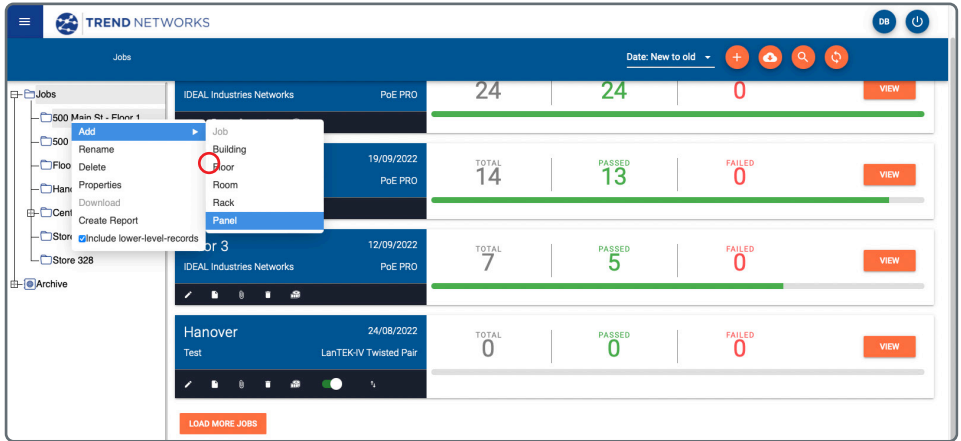 TREND NETWORKS
DB
Jobs
Date: New to old
Jobs
500 Main St - Floor 1
500
Floo
Hand
Cent
Store
Store 328
Archive
Add
Rename
Delete
Properties
Download
Create Report
Include lower-level-records
Job
Building
Floor
Room
Rack
Panel
IDEAL Industries Networks
PoE PRO
24
24
0
VIEW
19/09/2022
PoE PRO
TOTAL
14
PASSED
13
FAILED
0
VIEW
or 3
12/09/2022
IDEAL Industries Networks
PoE PRO
TOTAL
7
PASSED
5
FAILED
0
VIEW
Hanover
24/08/2022
Test
LanTEK-IV Twisted Pair
TOTAL
0
PASSED
0
FAILED
0
VIEW
LOAD MORE JOBS